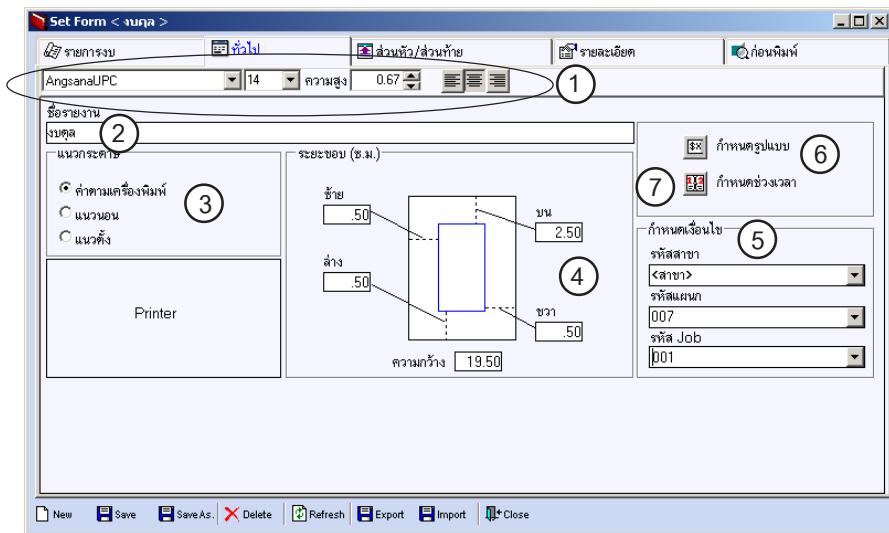 Set Form < งบดุล >
รายการงบ ทั่วไป ส่วนหัว/ส่วนท้าย รายละเอียด ก่อนพิมพ์
AngsanaUPC 14 ความสูง 0.67 1
ชื่อรายงาน
งบดุล 2
แนวกระดาษ
ค่าตามเครื่องพิมพ์
แนวนอน 3
แนวตั้ง
Printer
ระยะขอบ (ซ.ม.)
ซ้าย
.50
บน
2.50
ล่าง
.50
4
ขวา
.50
ความกว้าง 19.50
กำหนดรูปแบบ 6
7 กำหนดช่วงเวลา
กำหนดเงื่อนไข 5
รหัสสาขา
<สาขา>
รหัสแผนก
007
รหัส Job
001
New Save Save As. Delete Refresh Export Import Close